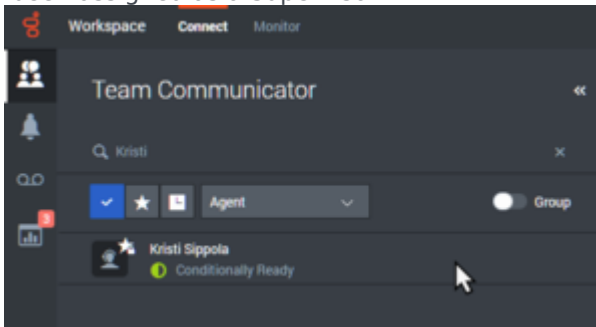 Workspace Connect Monitor
Team Communicator
Kristi
Agent
Group
3
Kristi Sippola
Conditionally Ready